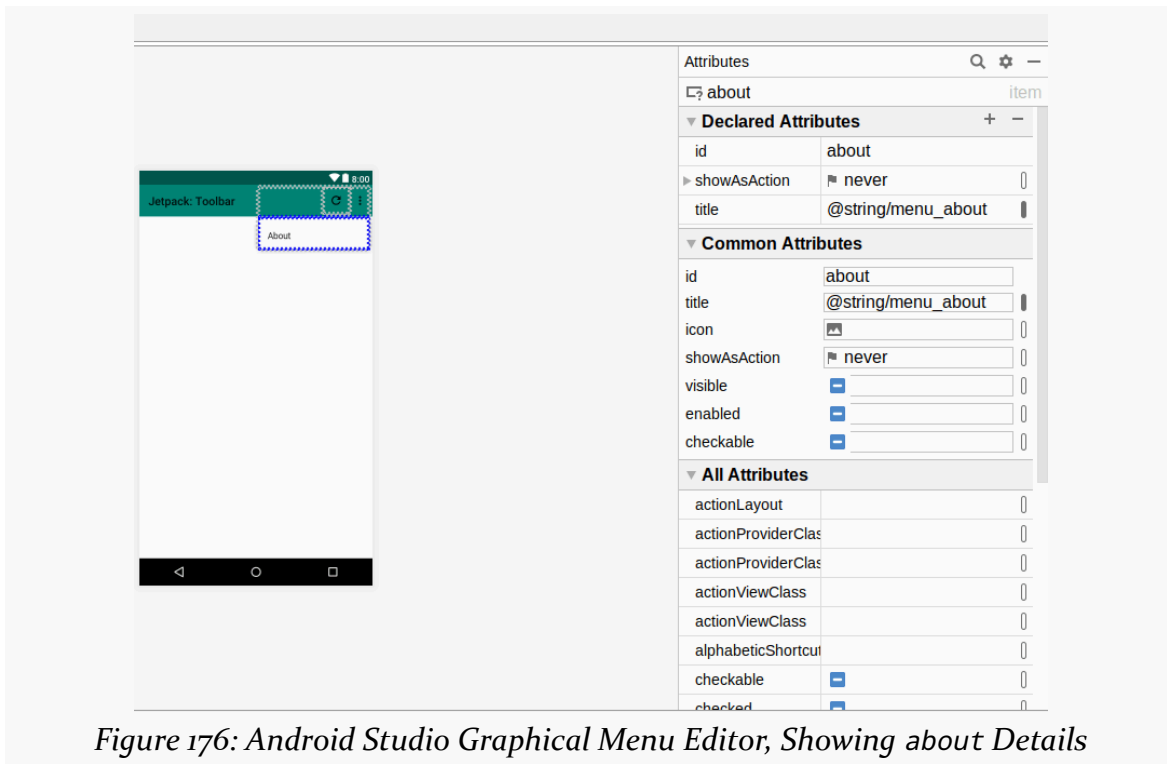 Attributes
about item
Declared Attributes
id about
showAsAction never
title @string/menu_about
Common Attributes
id about
title @string/menu_about
icon
showAsAction never
visible
enabled
checkable
All Attributes
actionLayout
actionProviderClas
actionProviderClas
actionViewClass
actionViewClass
alphabeticShortcut
checkable
checked
8:00
Jetpack: Toolbar
About
Figure 176: Android Studio Graphical Menu Editor, Showing about Details